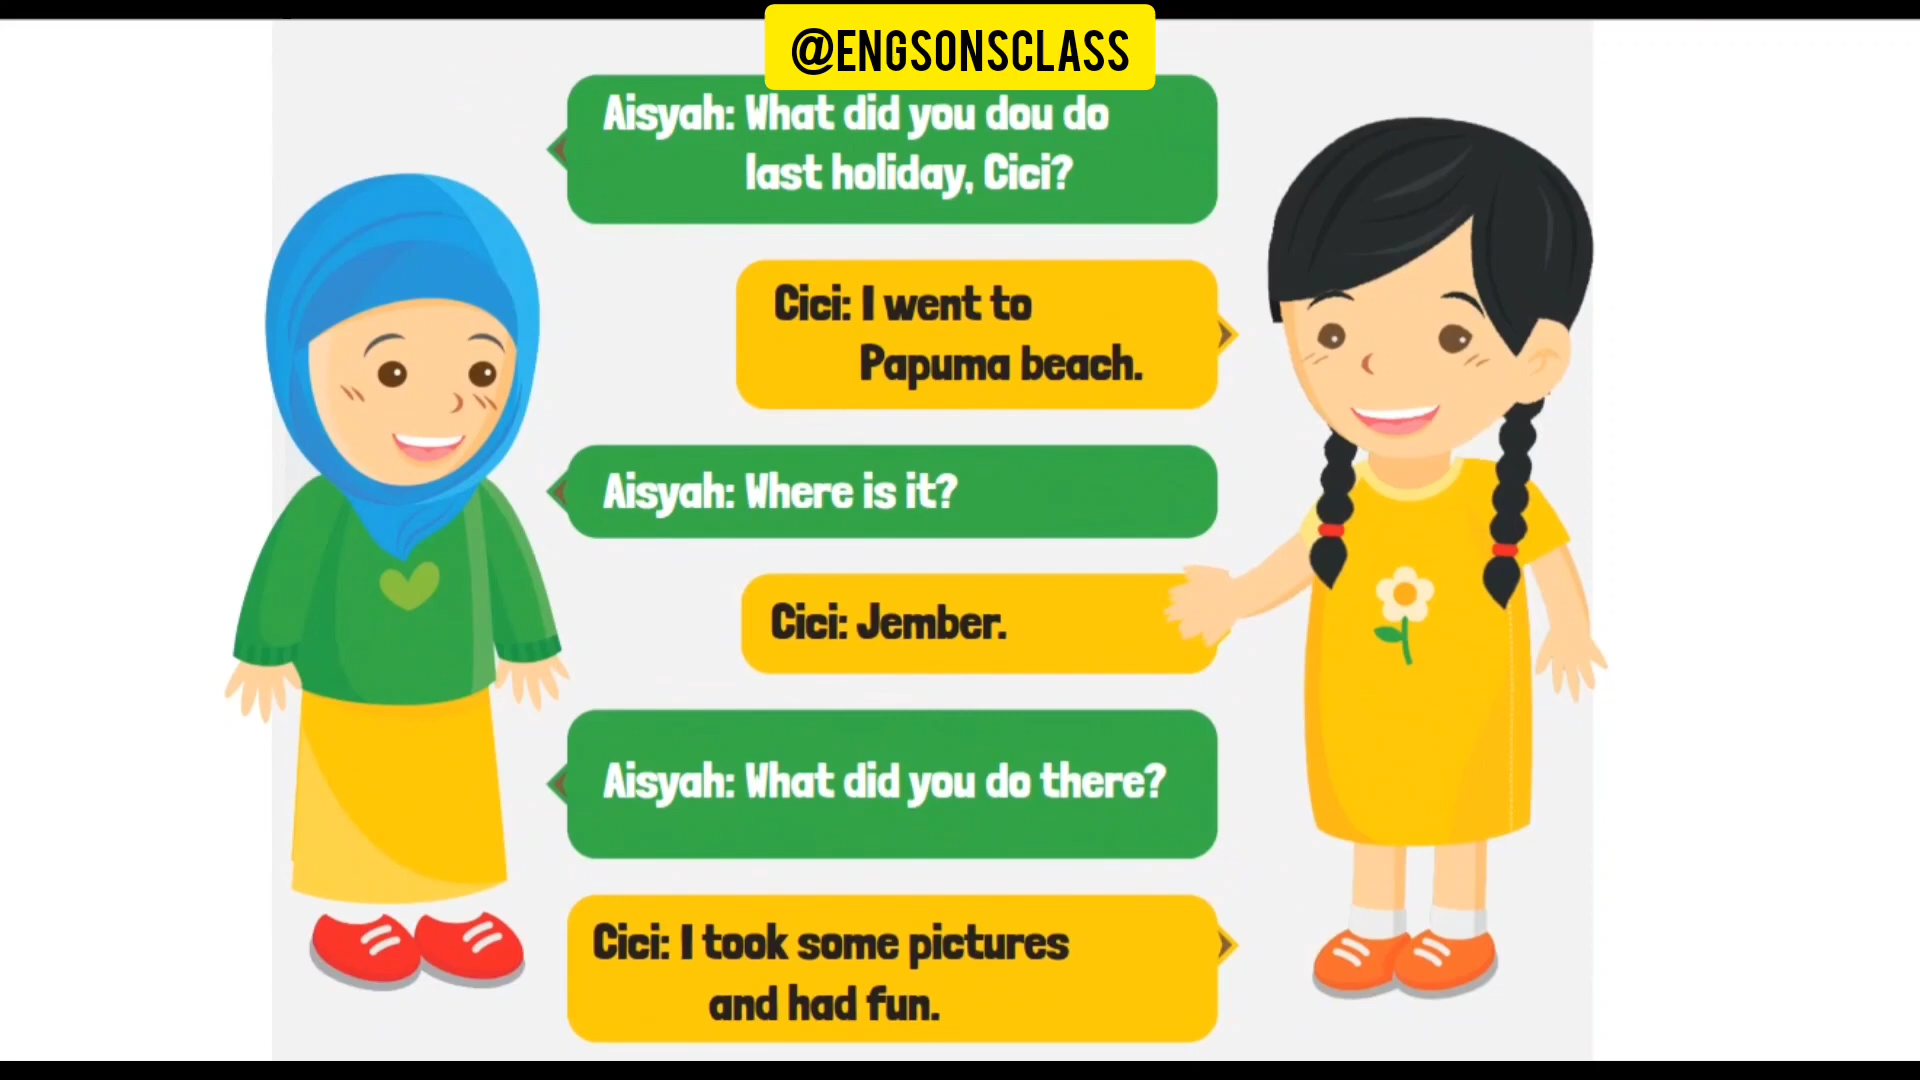 @ENGSONSCLASS
Aisyah: What did you dou do
last holiday, Cici?
Cici: I went to
Papuma beach.
Aisyah: Where is it?
Cici: Jember.
Aisyah: What did you do there?
Cici: I took some pictures
and had fun.